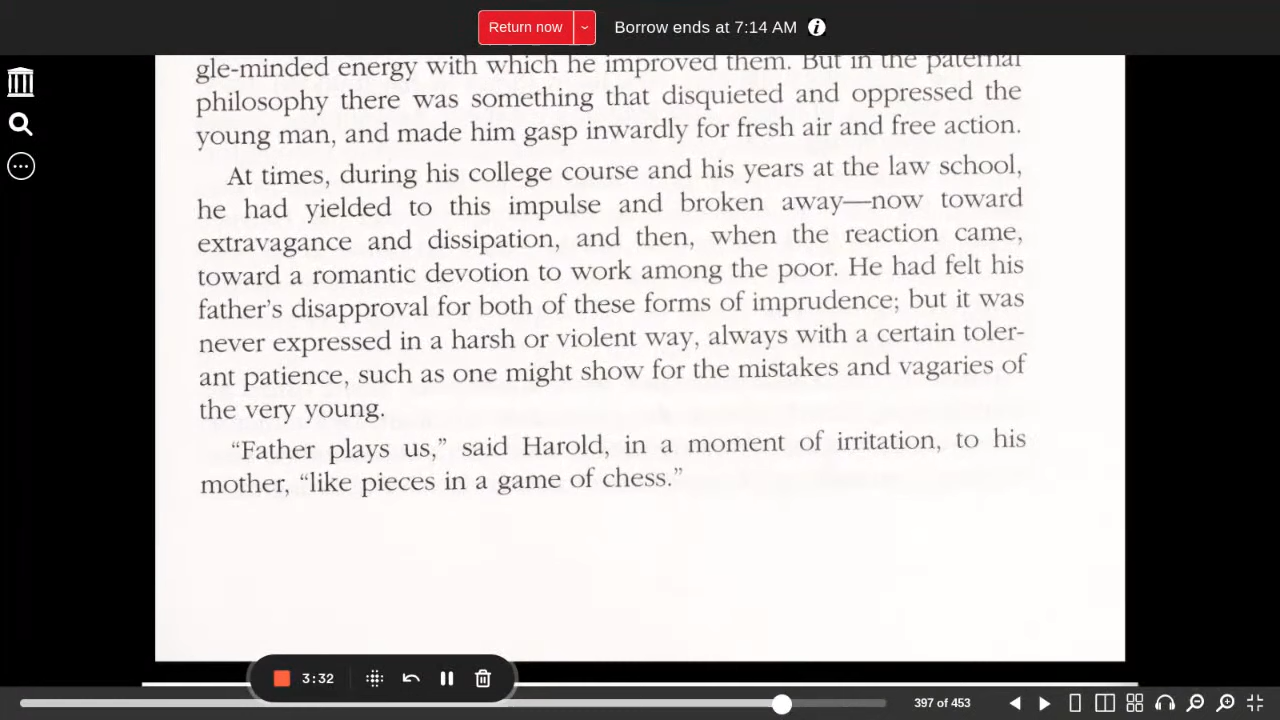 Return now
Borrow ends at 7:14 AM
gle-minded energy with which he improved them. But in the paternal
philosophy there was something that disquieted and oppressed the
young man, and made him gasp inwardly for fresh air and free action.
At times, during his college course and his years at the law school,
he had yielded to this impulse and broken away—now toward
extravagance and dissipation, and then, when the reaction came,
toward a romantic devotion to work among the poor. He had felt his
father’s disapproval for both of these forms of imprudence; but it was
never expressed in a harsh or violent way, always with a certain toler-
ant patience, such as one might show for the mistakes and vagaries of
the very young.
“Father plays us,” said Harold, in a moment of irritation, to his
mother, “like pieces in a game of chess.”
3:32
397 of 453